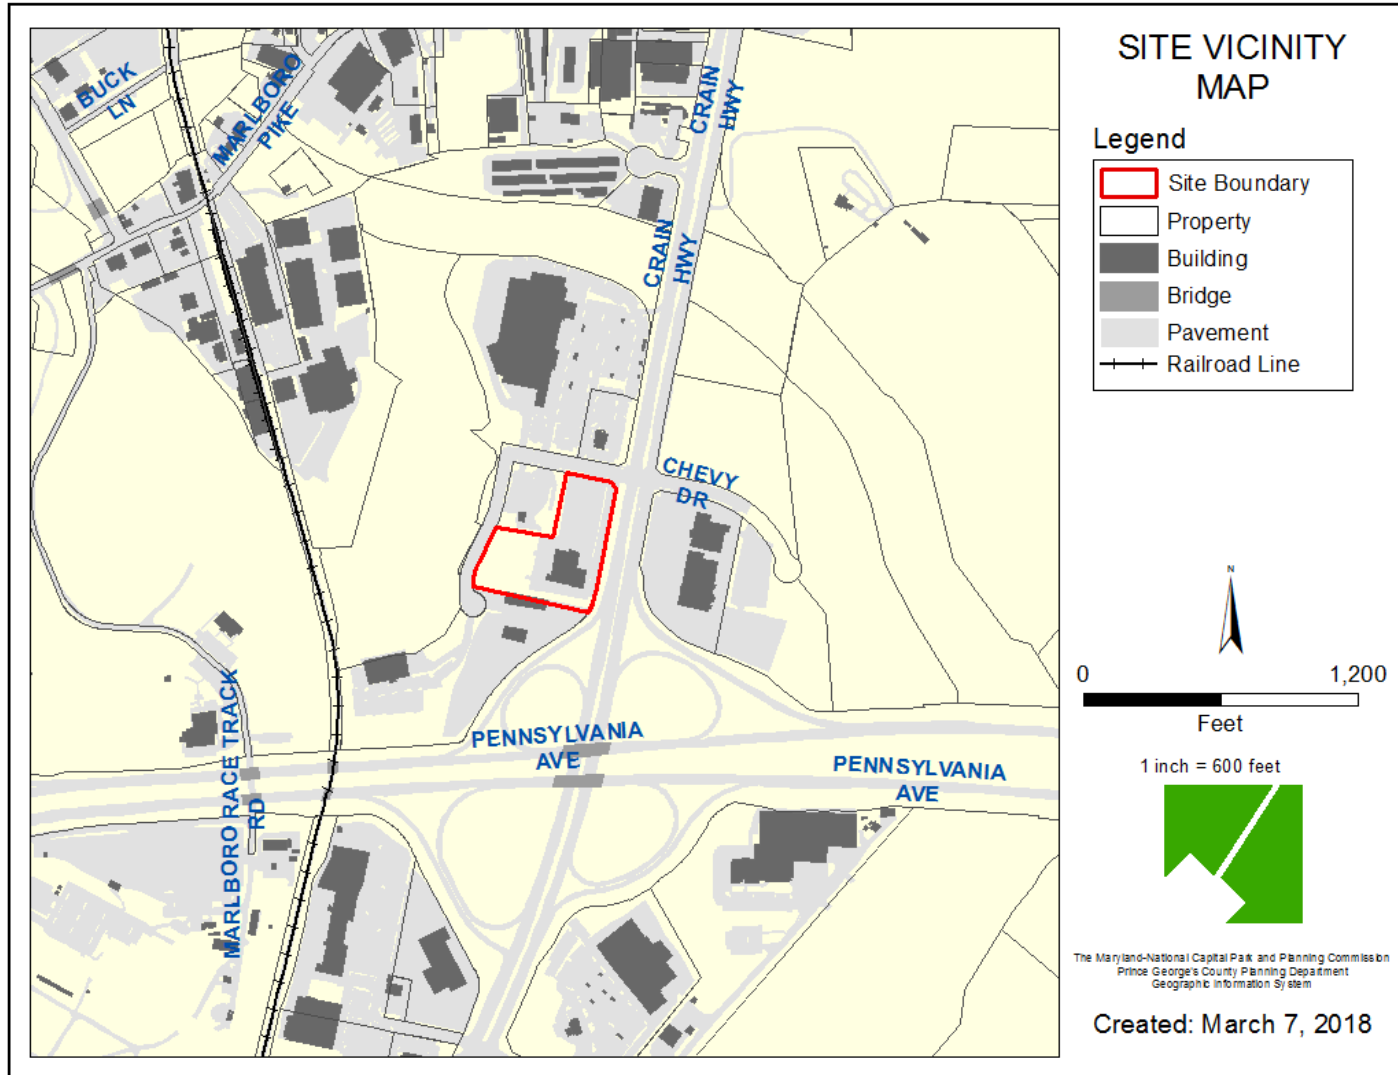 SITE VICINITY
MAP
Legend
Site Boundary
Property
Building
Bridge
Pavement
Railroad Line
BUCK
LN
MARLBORO
PIKE
CRAIN
HWY
CRAIN
HWY
CHEVY
DR
PENNSYLVANIA
AVE
PENNSYLVANIA
AVE
MARLBORO RACE TRACK
RD
N
0 1,200
Feet
1 inch = 600 feet
The Maryland-National Capital Park and Planning Commission
Prince George's County Planning Department
Geographic Information System
Created: March 7, 2018